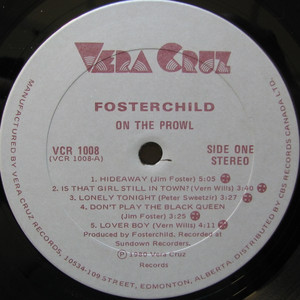 VERA CRUZ
FOSTERCHILD
ON THE PROWL
VCR 1008
(VCR 1008-A)
SIDE ONE
STEREO
1. HIDEAWAY (Jim Foster) 5:05
2. IS THAT GIRL STILL IN TOWN? (Vern Wills) 3:52
3. LONELY TONIGHT (Peter Sweetzir) 3:27
4. DON'T PLAY THE BLACK QUEEN
(Jim Foster) 3:25
5. LOVER BOY (Vern Wills) 4:11
Produced by Fosterchild, Recorded at
Sundown Recorders.
Ⓟ 1980 Vera Cruz
Records
MANUFACTURED BY VERA CRUZ RECORDS, 10534-109 STREET, EDMONTON, ALBERTA. DISTRIBUTED BY CBS RECORDS CANADA LTD.